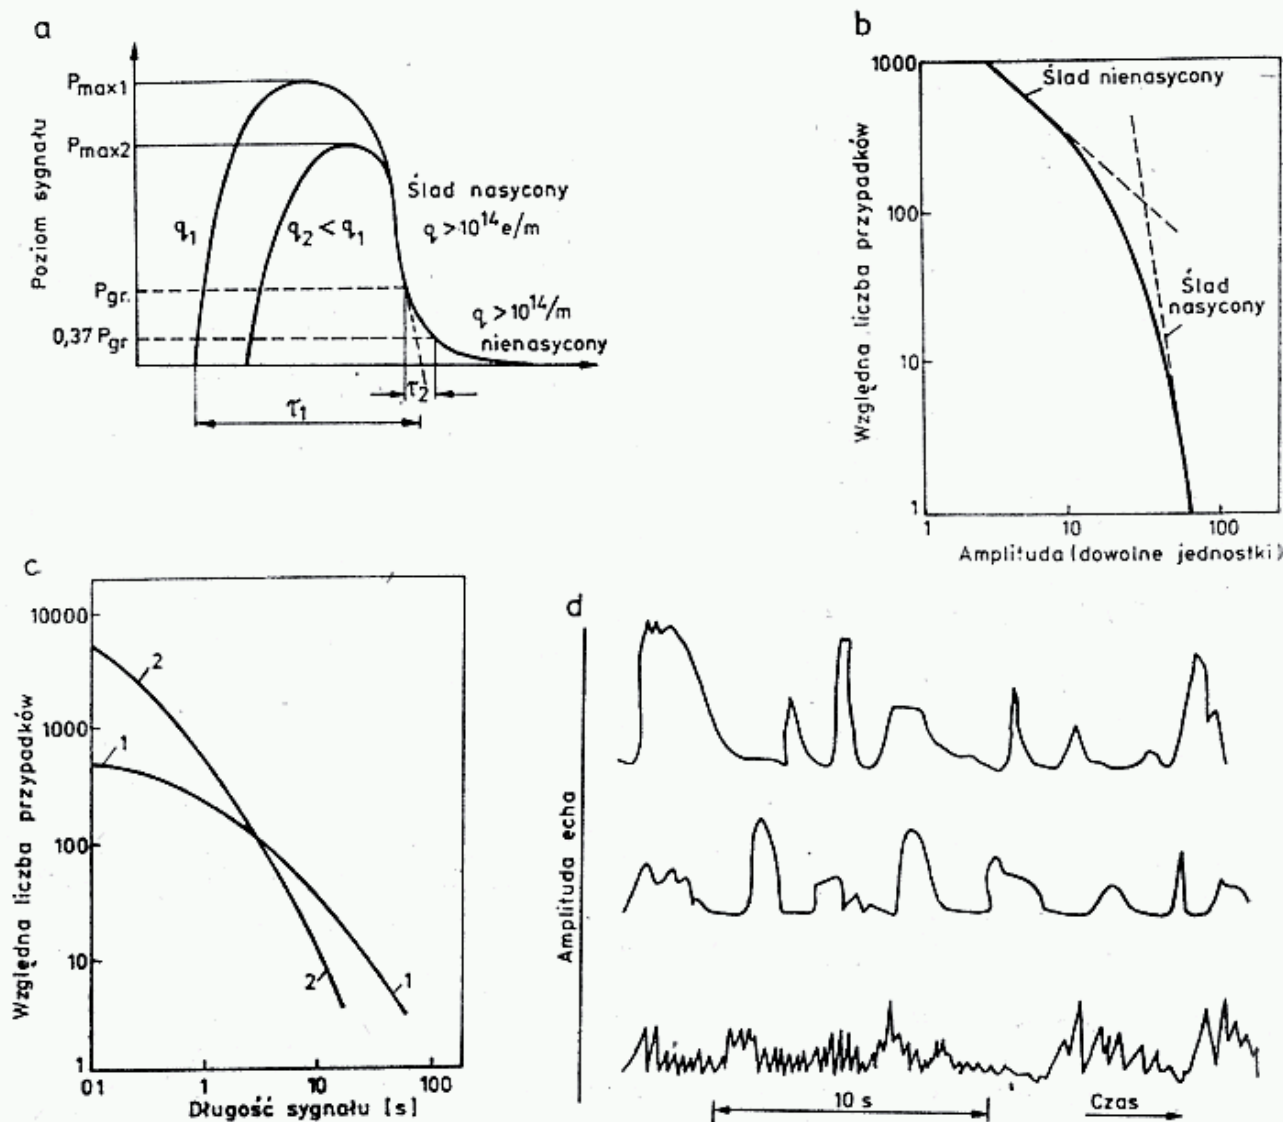 a
Poziom sygnału
Pmax1
Pmax2
Pgr.
0,37 Pgr
q1
q2 < q1
Ślad nasycony
q > 10^14 e/m
q > 10^14/m
nienasycony
τ1
τ2
b
Względna liczba przypadków
1000
100
10
1
Ślad nienasycony
Ślad
nasycony
1 10 100
Amplituda (dowolne jednostki)
c
Względna liczba przypadków
10000
1000
100
10
1
2
1
2
1
01 1 10 100
Długość sygnału [s]
d
Amplituda echa
10 s
Czas